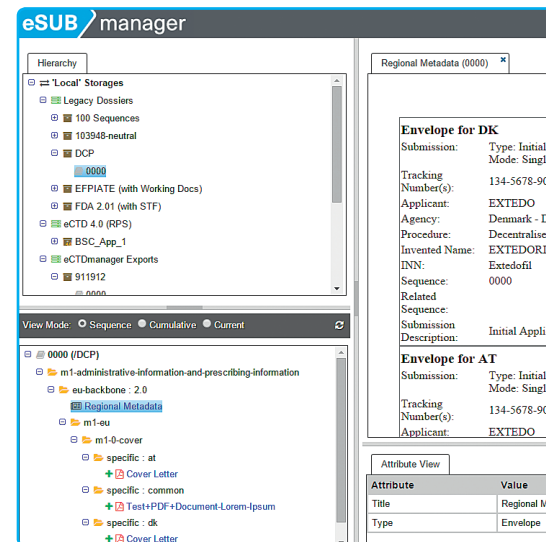 eSUB manager
Hierarchy
'Local' Storages
Legacy Dossiers
100 Sequences
103948-neutral
DCP
0000
EFPIATE (with Working Docs)
FDA 2.01 (with STF)
eCTD 4.0 (RPS)
BSC_App_1
eCTDmanager Exports
911912
0000
View Mode: Sequence Cumulative Current
0000 (/DCP)
m1-administrative-information-and-prescribing-information
eu-backbone : 2.0
Regional Metadata
m1-eu
m1-0-cover
specific : at
Cover Letter
specific : common
Test+PDF+Document-Lorem-Ipsum
specific : dk
Cover Letter
Regional Metadata (0000)
Envelope for DK
Submission: Type: Initial
Mode: Singl
Tracking
Number(s): 134-5678-90
Applicant: EXTEDO
Agency: Denmark - D
Procedure: Decentralise
Invented Name: EXTEDORI
INN: Extedofil
Sequence: 0000
Related
Sequence:
Submission
Description: Initial Appli
Envelope for AT
Submission: Type: Initial
Mode: Singl
Tracking
Number(s): 134-5678-90
Applicant: EXTEDO
Attribute View
Attribute Value
Title Regional M
Type Envelope